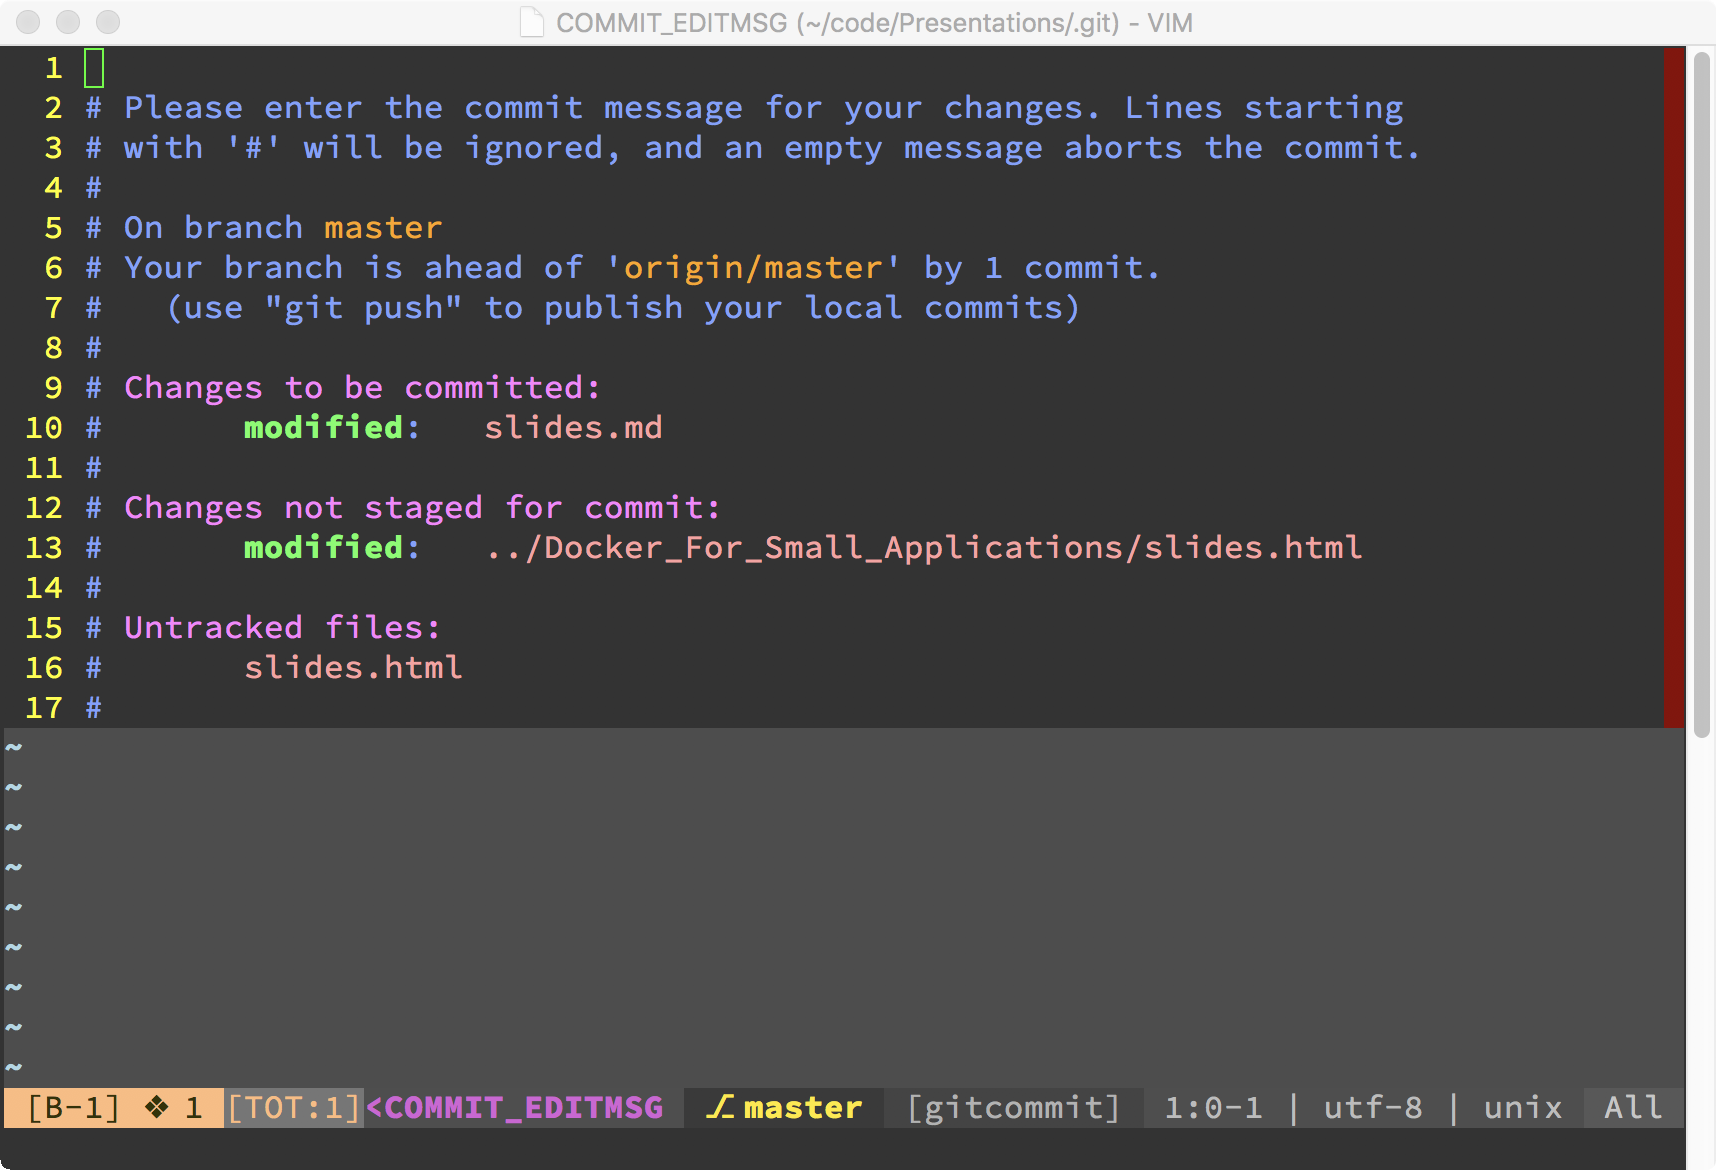 COMMIT_EDITMSG (~/code/Presentations/.git) - VIM
1
2 # Please enter the commit message for your changes. Lines starting
3 # with '#' will be ignored, and an empty message aborts the commit.
4 #
5 # On branch master
6 # Your branch is ahead of 'origin/master' by 1 commit.
7 #   (use "git push" to publish your local commits)
8 #
9 # Changes to be committed:
10 #       modified:   slides.md
11 #
12 # Changes not staged for commit:
13 #       modified:   ../Docker_For_Small_Applications/slides.html
14 #
15 # Untracked files:
16 #       slides.html
17 #
~
~
~
~
~
~
~
~
~
[B-1] ❖ 1 [TOT:1]<COMMIT_EDITMSG ⎇ master [gitcommit] 1:0-1 | utf-8 | unix All